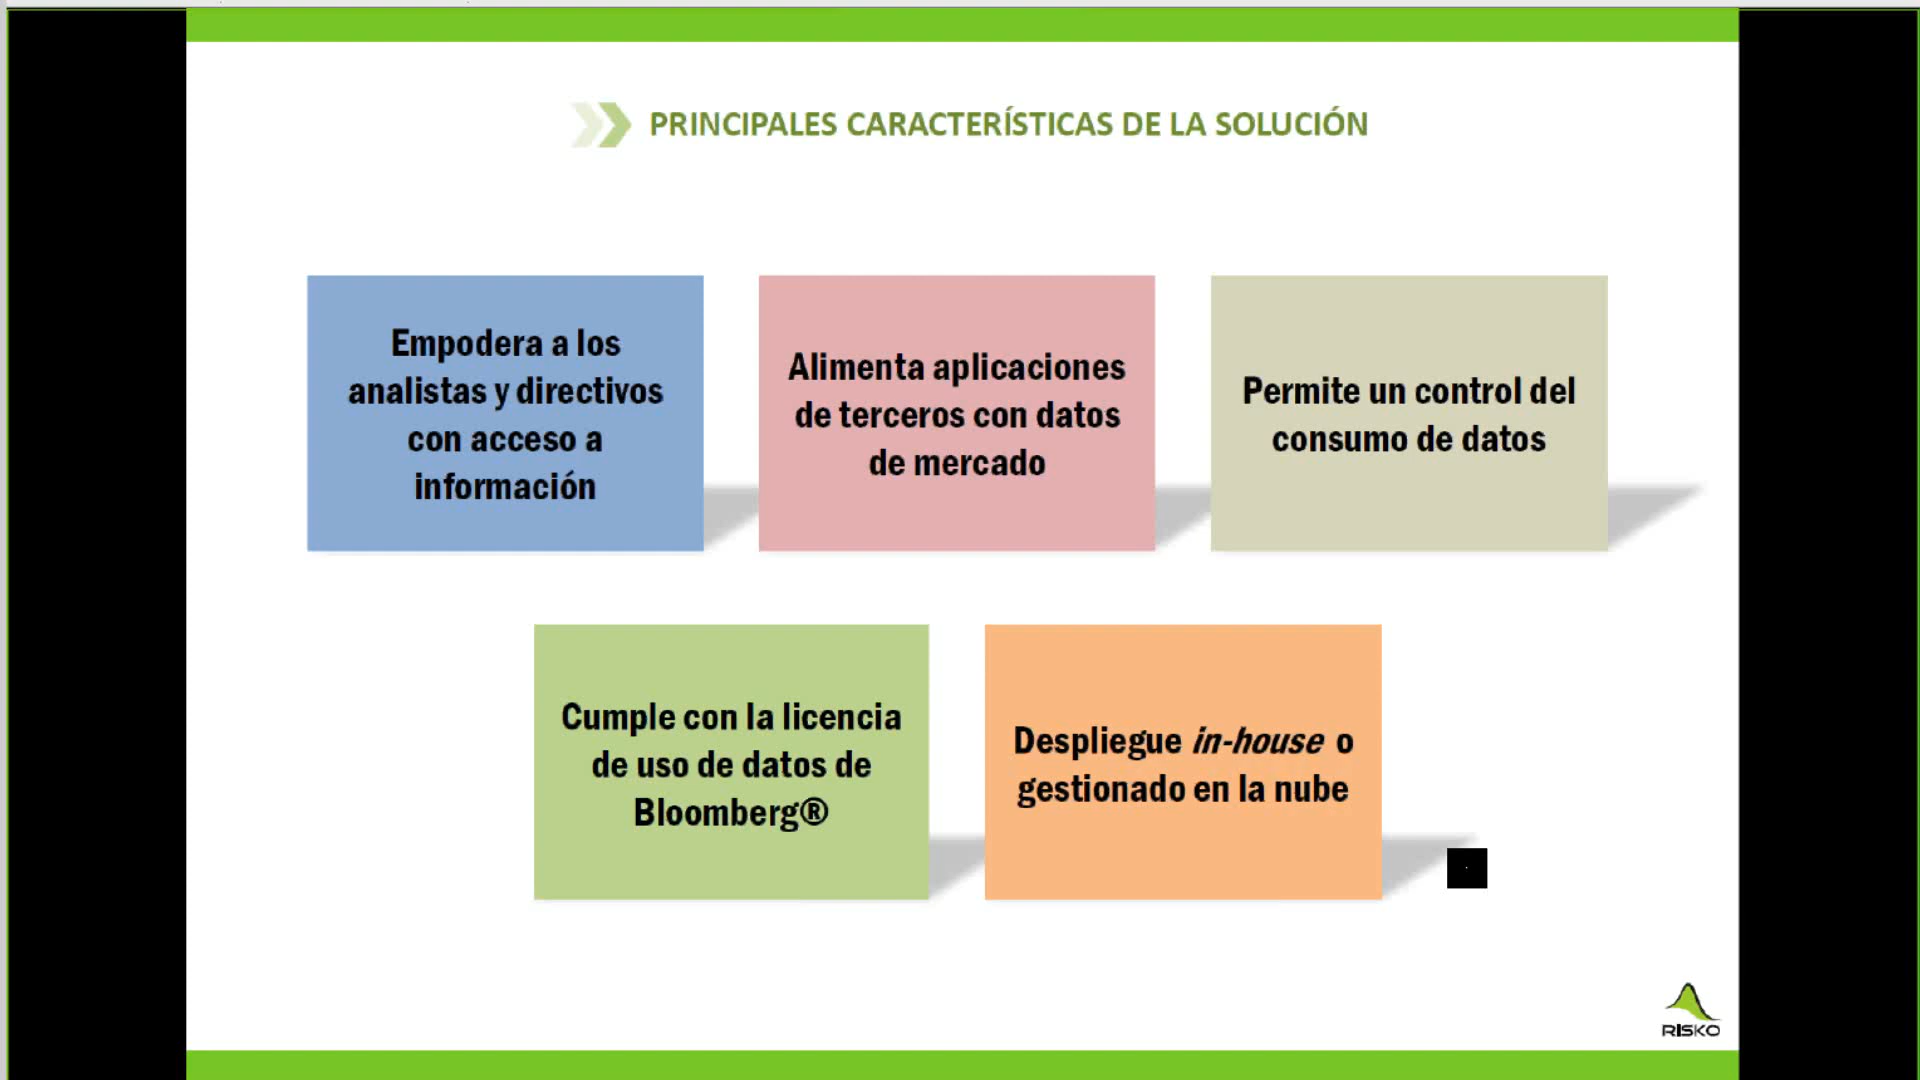 PRINCIPALES CARACTERÍSTICAS DE LA SOLUCIÓN
Empodera a los
analistas y directivos
con acceso a
información
Alimenta aplicaciones
de terceros con datos
de mercado
Permite un control del
consumo de datos
Cumple con la licencia
de uso de datos de
Bloomberg®
Despliegue in-house o
gestionado en la nube
RISKO